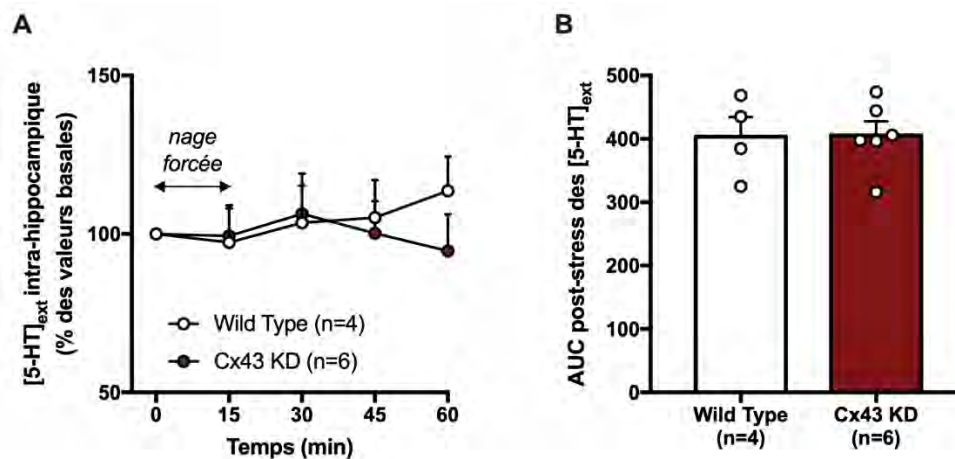 A
[5-HT]ext intra-hippocampique
(% des valeurs basales)
150
100
50
nage
forcée
Wild Type (n=4)
Cx43 KD (n=6)
0 15 30 45 60
Temps (min)
B
AUC post-stress des [5-HT]ext
500
400
300
200
100
0
Wild Type
(n=4)
Cx43 KD
(n=6)